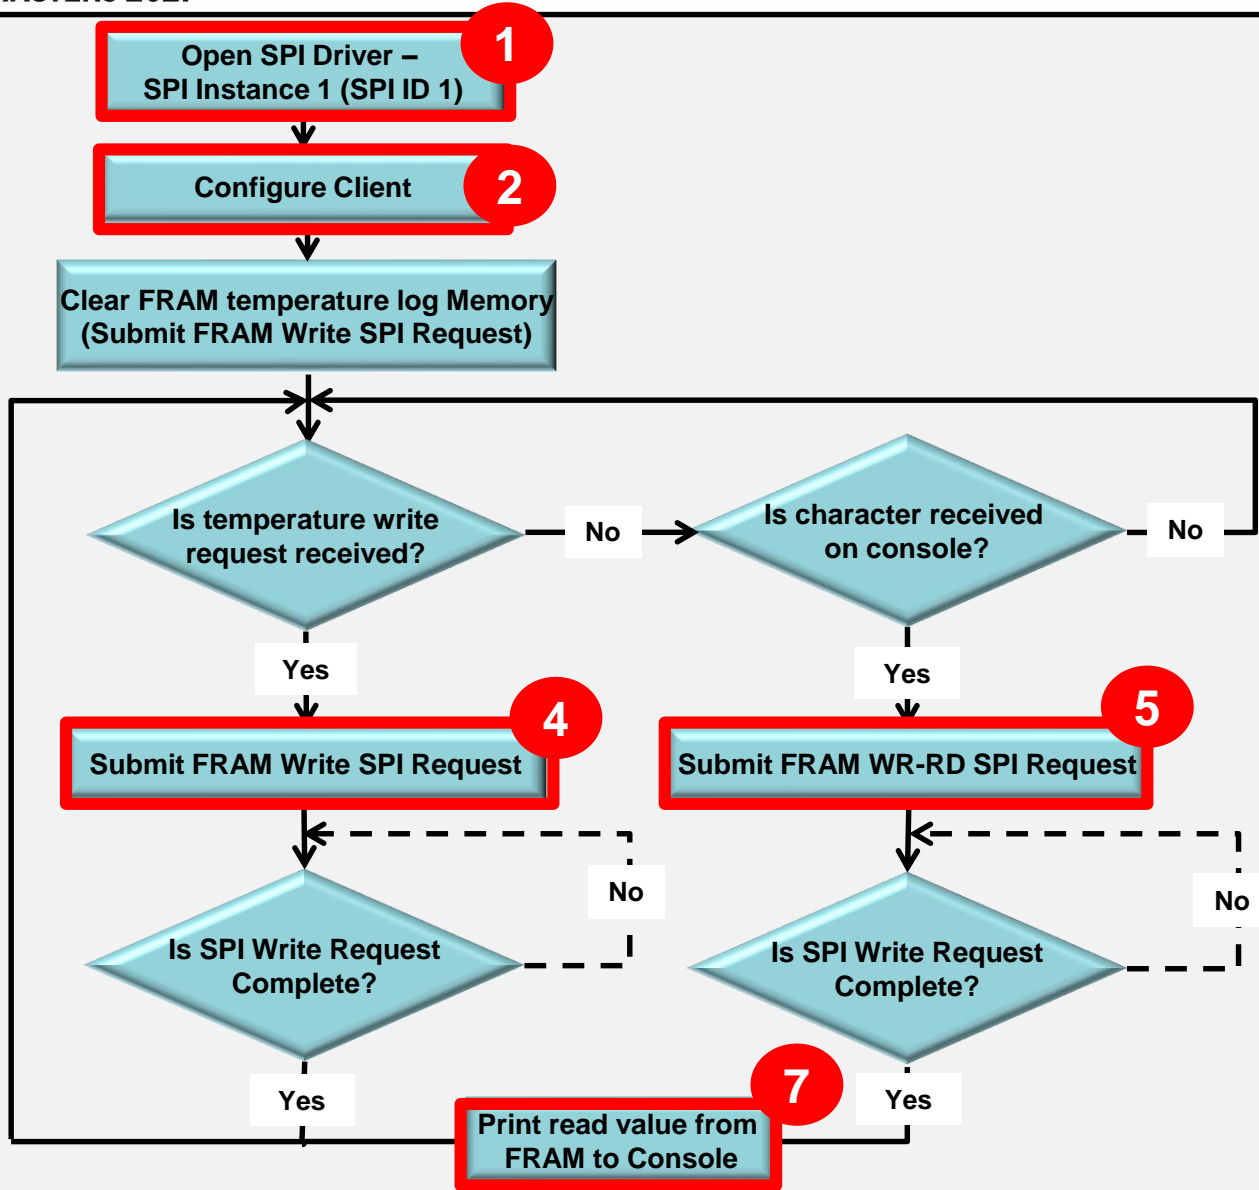 1
Open SPI Driver –
SPI Instance 1 (SPI ID 1)
2
Configure Client
Clear FRAM temperature log Memory
(Submit FRAM Write SPI Request)
Is temperature write
request received?
No
Is character received
on console?
No
Yes
Yes
4
Submit FRAM Write SPI Request
5
Submit FRAM WR-RD SPI Request
No
No
Is SPI Write Request
Complete?
Is SPI Write Request
Complete?
Yes
7
Print read value from
FRAM to Console
Yes